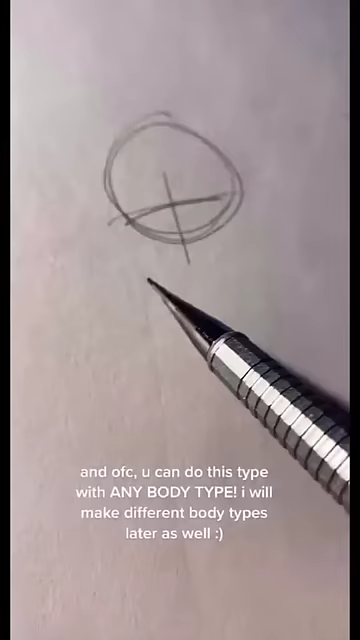 and ofc, u can do this type
with ANY BODY TYPE! i will
make different body types
later as well :)